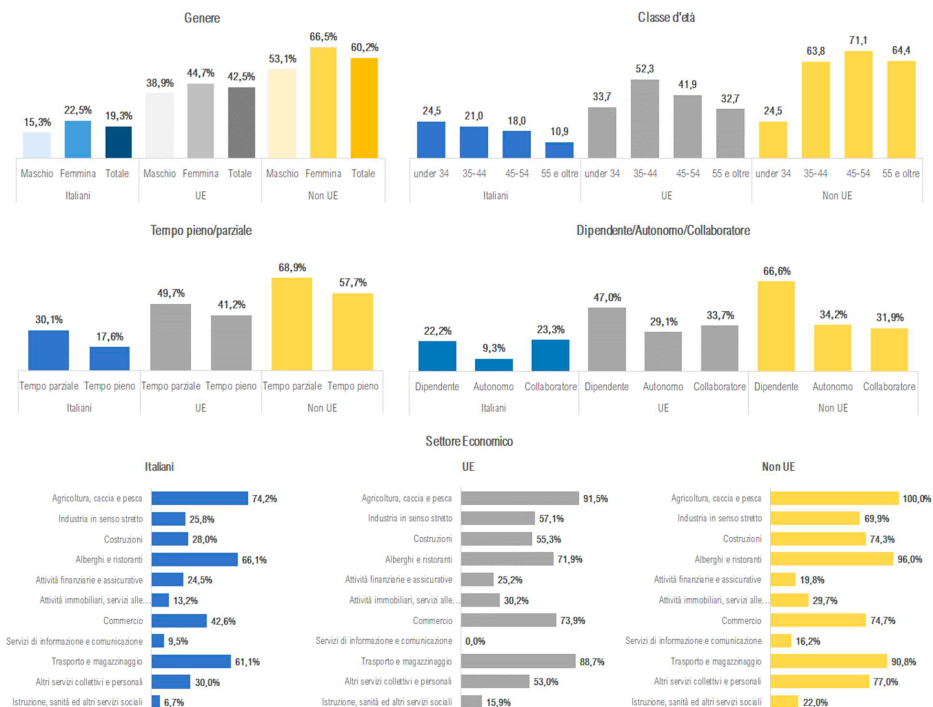 Genere
15,3% 22,5% 19,3% 38,9% 44,7% 42,5% 53,1% 66,5% 60,2%
Maschio Femmina Totale Maschio Femmina Totale Maschio Femmina Totale
Italiani UE Non UE
Classe d'età
24,5 21,0 18,0 10,9 33,7 52,3 41,9 32,7 24,5 63,8 71,1 64,4
under 34 35-44 45-54 55 e oltre under 34 35-44 45-54 55 e oltre under 34 35-44 45-54 55 e oltre
Italiani UE Non UE
Tempo pieno/parziale
30,1% 17,6% 49,7% 41,2% 68,9% 57,7%
Tempo parziale Tempo pieno Tempo parziale Tempo pieno Tempo parziale Tempo pieno
Italiani UE Non UE
Dipendente/Autonomo/Collaboratore
22,2% 9,3% 23,3% 47,0% 29,1% 33,7% 66,6% 34,2% 31,9%
Dipendente Autonomo Collaboratore Dipendente Autonomo Collaboratore Dipendente Autonomo Collaboratore
Italiani UE Non UE
Settore Economico
Italiani
Agricoltura, caccia e pesca 74,2%
Industria in senso stretto 25,8%
Costruzioni 28,0%
Alberghi e ristoranti 66,1%
Attività finanziarie e assicurative 24,5%
Attività immobiliari, servizi alle... 13,2%
Commercio 42,6%
Servizi di informazione e comunicazione 9,5%
Trasporto e magazzinaggio 61,1%
Altri servizi collettivi e personali 30,0%
Istruzione, sanità ed altri servizi sociali 6,7%
UE
Agricoltura, caccia e pesca 91,5%
Industria in senso stretto 57,1%
Costruzioni 55,3%
Alberghi e ristoranti 71,9%
Attività finanziarie e assicurative 25,2%
Attività immobiliari, servizi alle... 30,2%
Commercio 73,9%
Servizi di informazione e comunicazione 0,0%
Trasporto e magazzinaggio 88,7%
Altri servizi collettivi e personali 53,0%
Istruzione, sanità ed altri servizi sociali 15,9%
Non UE
Agricoltura, caccia e pesca 100,0%
Industria in senso stretto 69,9%
Costruzioni 74,3%
Alberghi e ristoranti 96,0%
Attività finanziarie e assicurative 19,8%
Attività immobiliari, servizi alle... 29,7%
Commercio 74,7%
Servizi di informazione e comunicazione 16,2%
Trasporto e magazzinaggio 90,8%
Altri servizi collettivi e personali 77,0%
Istruzione, sanità ed altri servizi sociali 22,0%